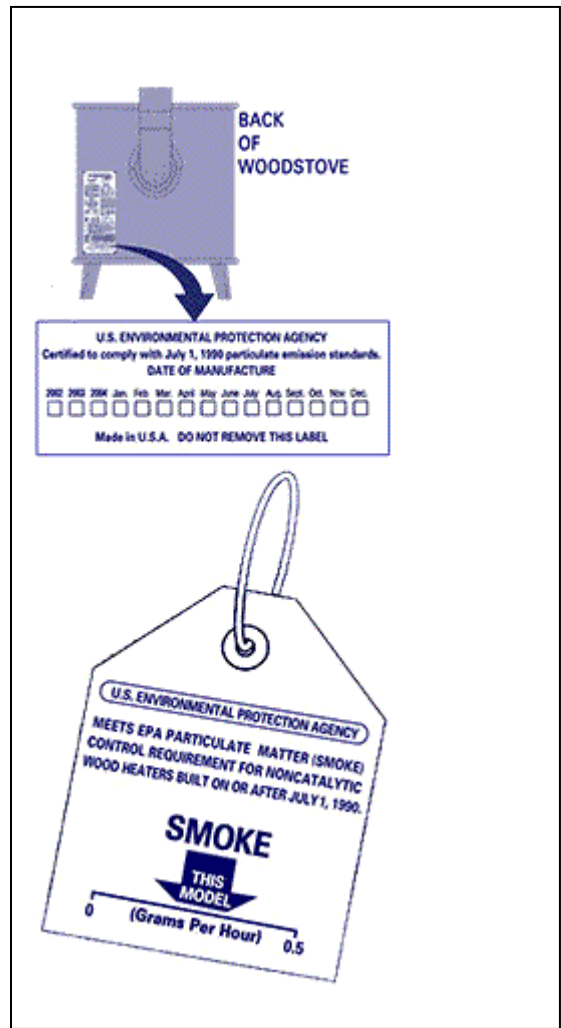 BACK
OF
WOODSTOVE
U.S. ENVIRONMENTAL PROTECTION AGENCY
Certified to comply with July 1, 1990 particulate emission standards.
DATE OF MANUFACTURE
2002 2003 2004 Jan. Feb. Mar. April May June July Aug. Sept. Oct. Nov. Dec.
Made in U.S.A. DO NOT REMOVE THIS LABEL
U.S. ENVIRONMENTAL PROTECTION AGENCY
MEETS EPA PARTICULATE MATTER (SMOKE)
CONTROL REQUIREMENT FOR NONCATALYTIC
WOOD HEATERS BUILT ON OR AFTER JULY 1, 1990.
SMOKE
THIS
MODEL
0 (Grams Per Hour) 0.5